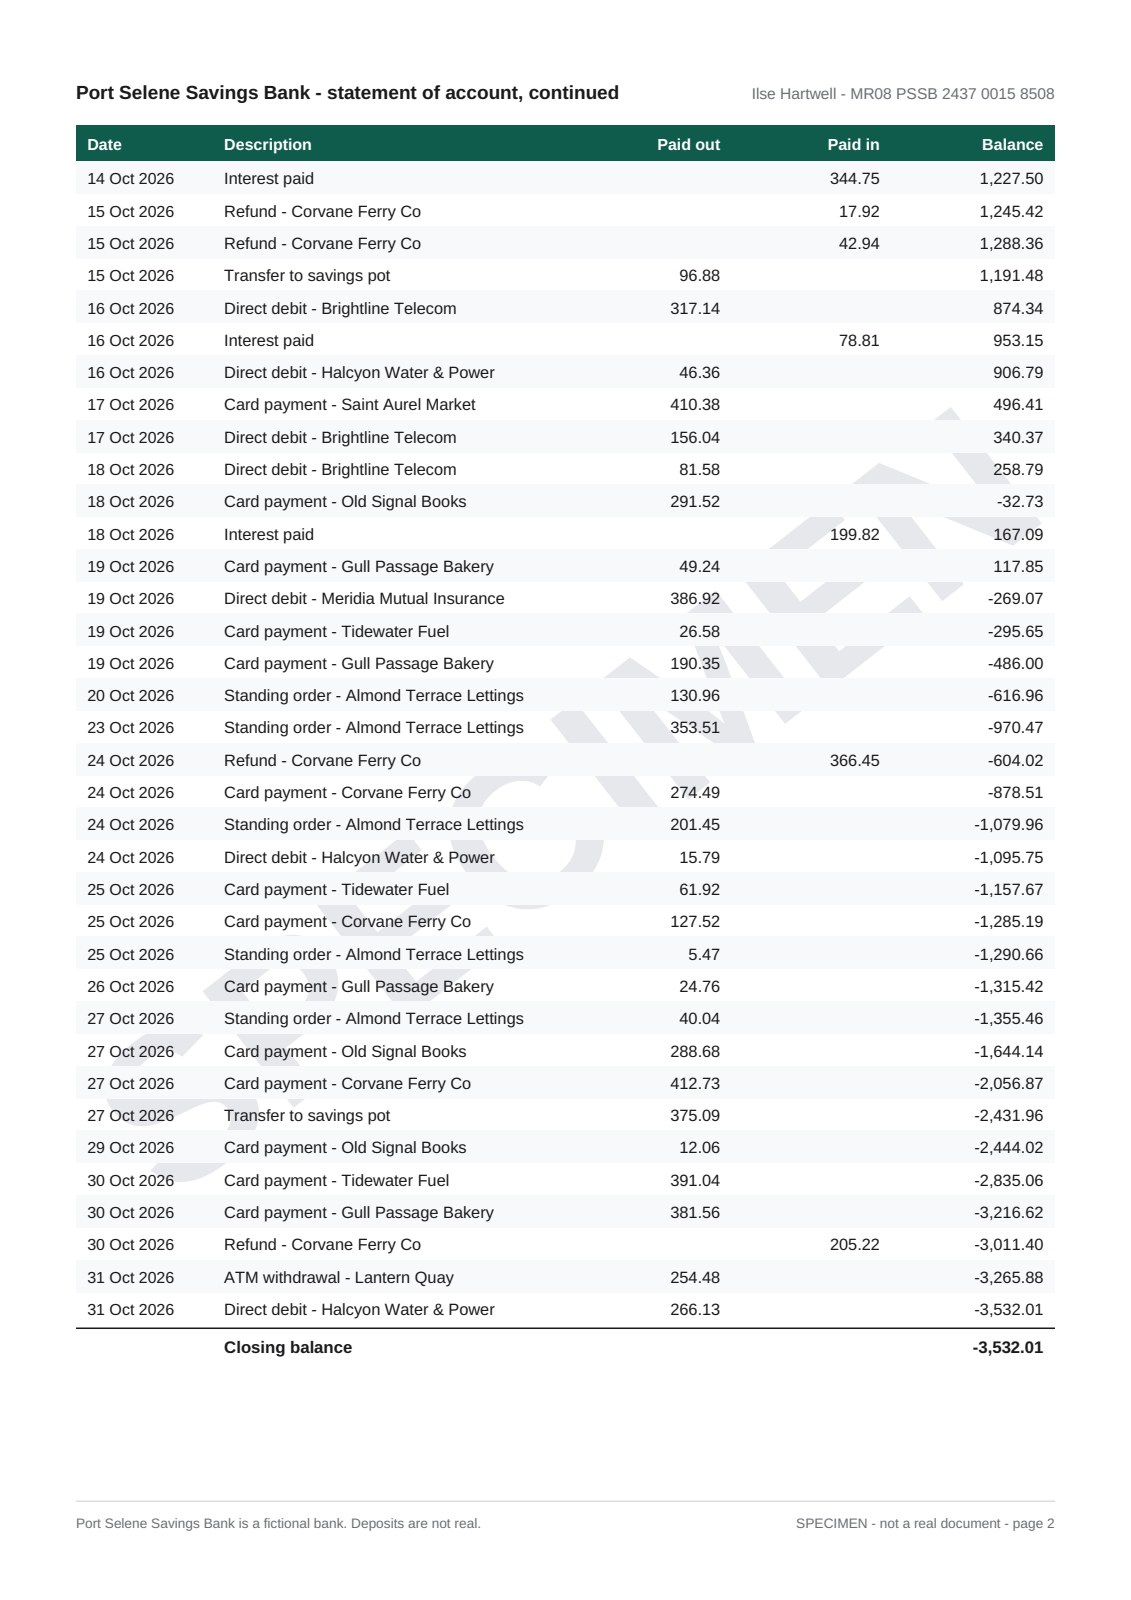 Port Selene Savings Bank - statement of account, continued Ilse Hartwell - MR08 PSSB 2437 0015 8508
Date Description Paid out Paid in Balance
14 Oct 2026 Interest paid 344.75 1,227.50
15 Oct 2026 Refund - Corvane Ferry Co 17.92 1,245.42
15 Oct 2026 Refund - Corvane Ferry Co 42.94 1,288.36
15 Oct 2026 Transfer to savings pot 96.88 1,191.48
16 Oct 2026 Direct debit - Brightline Telecom 317.14 874.34
16 Oct 2026 Interest paid 78.81 953.15
16 Oct 2026 Direct debit - Halcyon Water & Power 46.36 906.79
17 Oct 2026 Card payment - Saint Aurel Market 410.38 496.41
17 Oct 2026 Direct debit - Brightline Telecom 156.04 340.37
18 Oct 2026 Direct debit - Brightline Telecom 81.58 258.79
18 Oct 2026 Card payment - Old Signal Books 291.52 -32.73
18 Oct 2026 Interest paid 199.82 167.09
19 Oct 2026 Card payment - Gull Passage Bakery 49.24 117.85
19 Oct 2026 Direct debit - Meridia Mutual Insurance 386.92 -269.07
19 Oct 2026 Card payment - Tidewater Fuel 26.58 -295.65
19 Oct 2026 Card payment - Gull Passage Bakery 190.35 -486.00
20 Oct 2026 Standing order - Almond Terrace Lettings 130.96 -616.96
23 Oct 2026 Standing order - Almond Terrace Lettings 353.51 -970.47
24 Oct 2026 Refund - Corvane Ferry Co 366.45 -604.02
24 Oct 2026 Card payment - Corvane Ferry Co 274.49 -878.51
24 Oct 2026 Standing order - Almond Terrace Lettings 201.45 -1,079.96
24 Oct 2026 Direct debit - Halcyon Water & Power 15.79 -1,095.75
25 Oct 2026 Card payment - Tidewater Fuel 61.92 -1,157.67
25 Oct 2026 Card payment - Corvane Ferry Co 127.52 -1,285.19
25 Oct 2026 Standing order - Almond Terrace Lettings 5.47 -1,290.66
26 Oct 2026 Card payment - Gull Passage Bakery 24.76 -1,315.42
27 Oct 2026 Standing order - Almond Terrace Lettings 40.04 -1,355.46
27 Oct 2026 Card payment - Old Signal Books 288.68 -1,644.14
27 Oct 2026 Card payment - Corvane Ferry Co 412.73 -2,056.87
27 Oct 2026 Transfer to savings pot 375.09 -2,431.96
29 Oct 2026 Card payment - Old Signal Books 12.06 -2,444.02
30 Oct 2026 Card payment - Tidewater Fuel 391.04 -2,835.06
30 Oct 2026 Card payment - Gull Passage Bakery 381.56 -3,216.62
30 Oct 2026 Refund - Corvane Ferry Co 205.22 -3,011.40
31 Oct 2026 ATM withdrawal - Lantern Quay 254.48 -3,265.88
31 Oct 2026 Direct debit - Halcyon Water & Power 266.13 -3,532.01
Closing balance -3,532.01
SPECIMEN
Port Selene Savings Bank is a fictional bank. Deposits are not real. SPECIMEN - not a real document - page 2